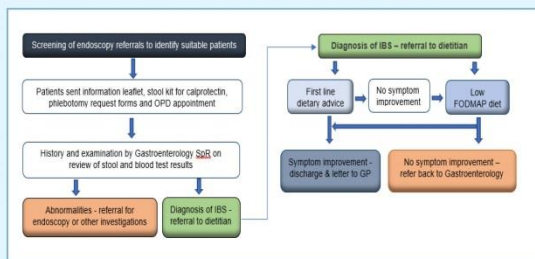 Screening of endoscopy referrals to identify suitable patients
Patients sent information leaflet, stool kit for calprotectin,
phlebotomy request forms and OPD appointment
History and examination by Gastroenterology SpR on
review of stool and blood test results
Abnormalities - referral for
endoscopy or other investigations
Diagnosis of IBS -
referral to dietitian
Diagnosis of IBS – referral to dietitian
First line
dietary advice
No symptom
improvement
Low
FODMAP diet
Symptom improvement -
discharge & letter to GP
No symptom improvement –
refer back to Gastroenterology